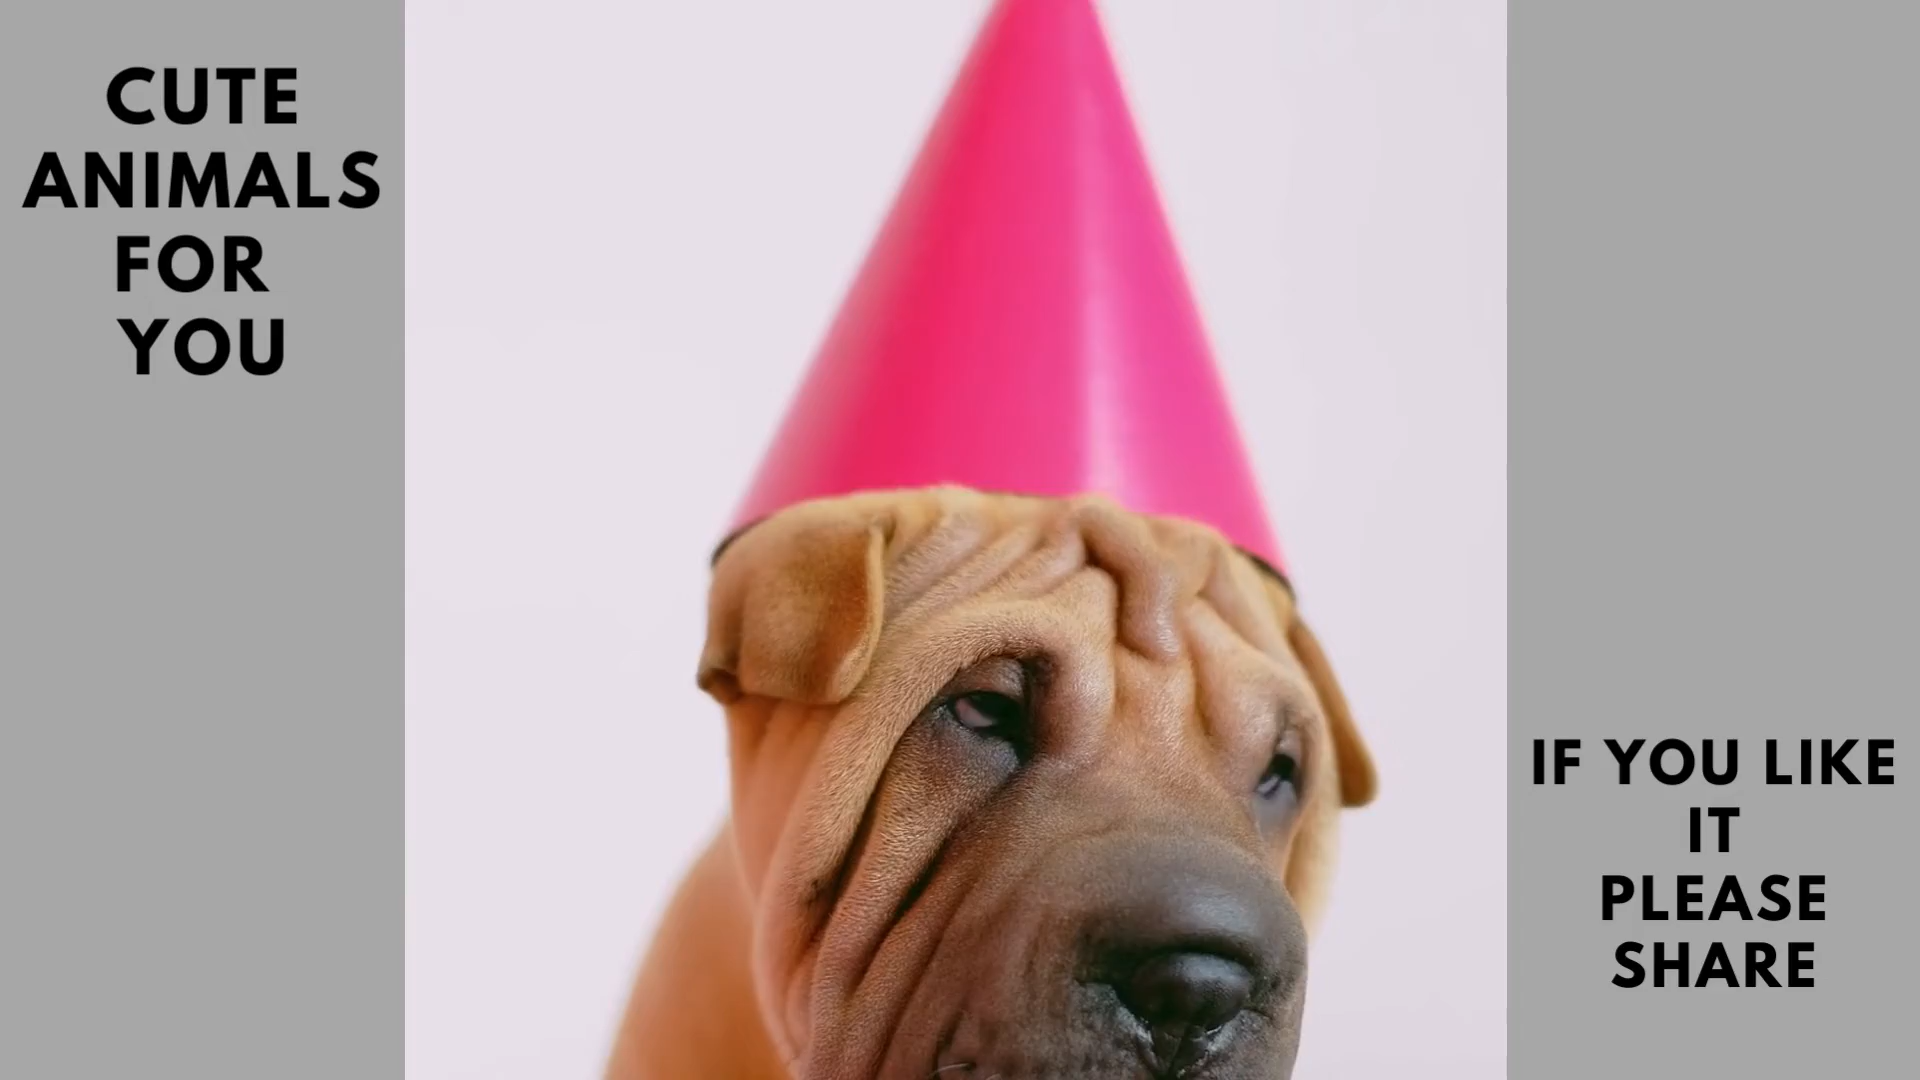 CUTE
ANIMALS
FOR
YOU
IF YOU LIKE
IT
PLEASE
SHARE